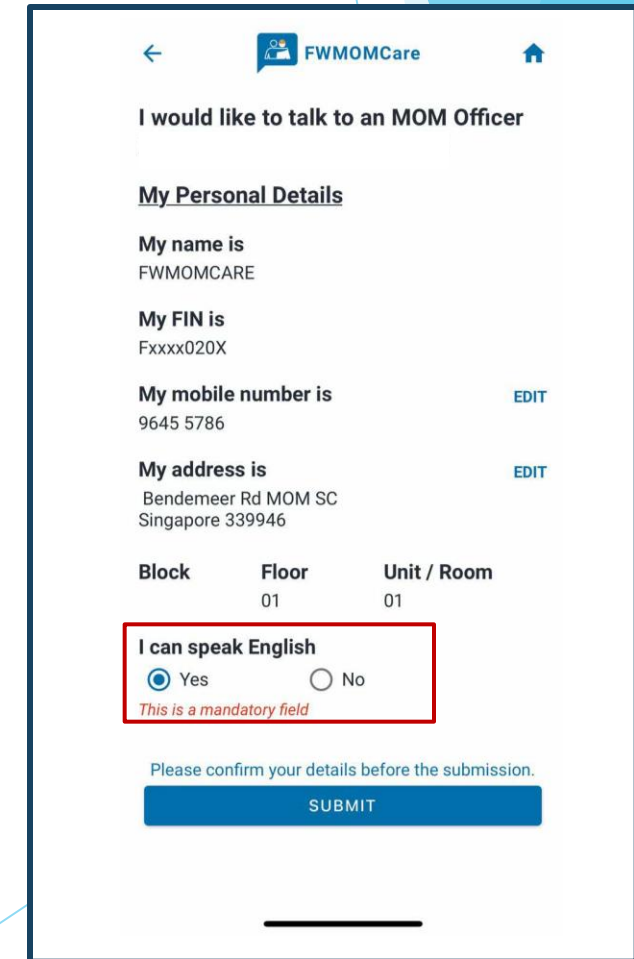 FWMOMCare
I would like to talk to an MOM Officer
My Personal Details
My name is
FWMOMCARE
My FIN is
Fxxxx020X
My mobile number is EDIT
9645 5786
My address is EDIT
Bendemeer Rd MOM SC
Singapore 339946
Block Floor Unit / Room
01 01
I can speak English
Yes No
This is a mandatory field
Please confirm your details before the submission.
SUBMIT